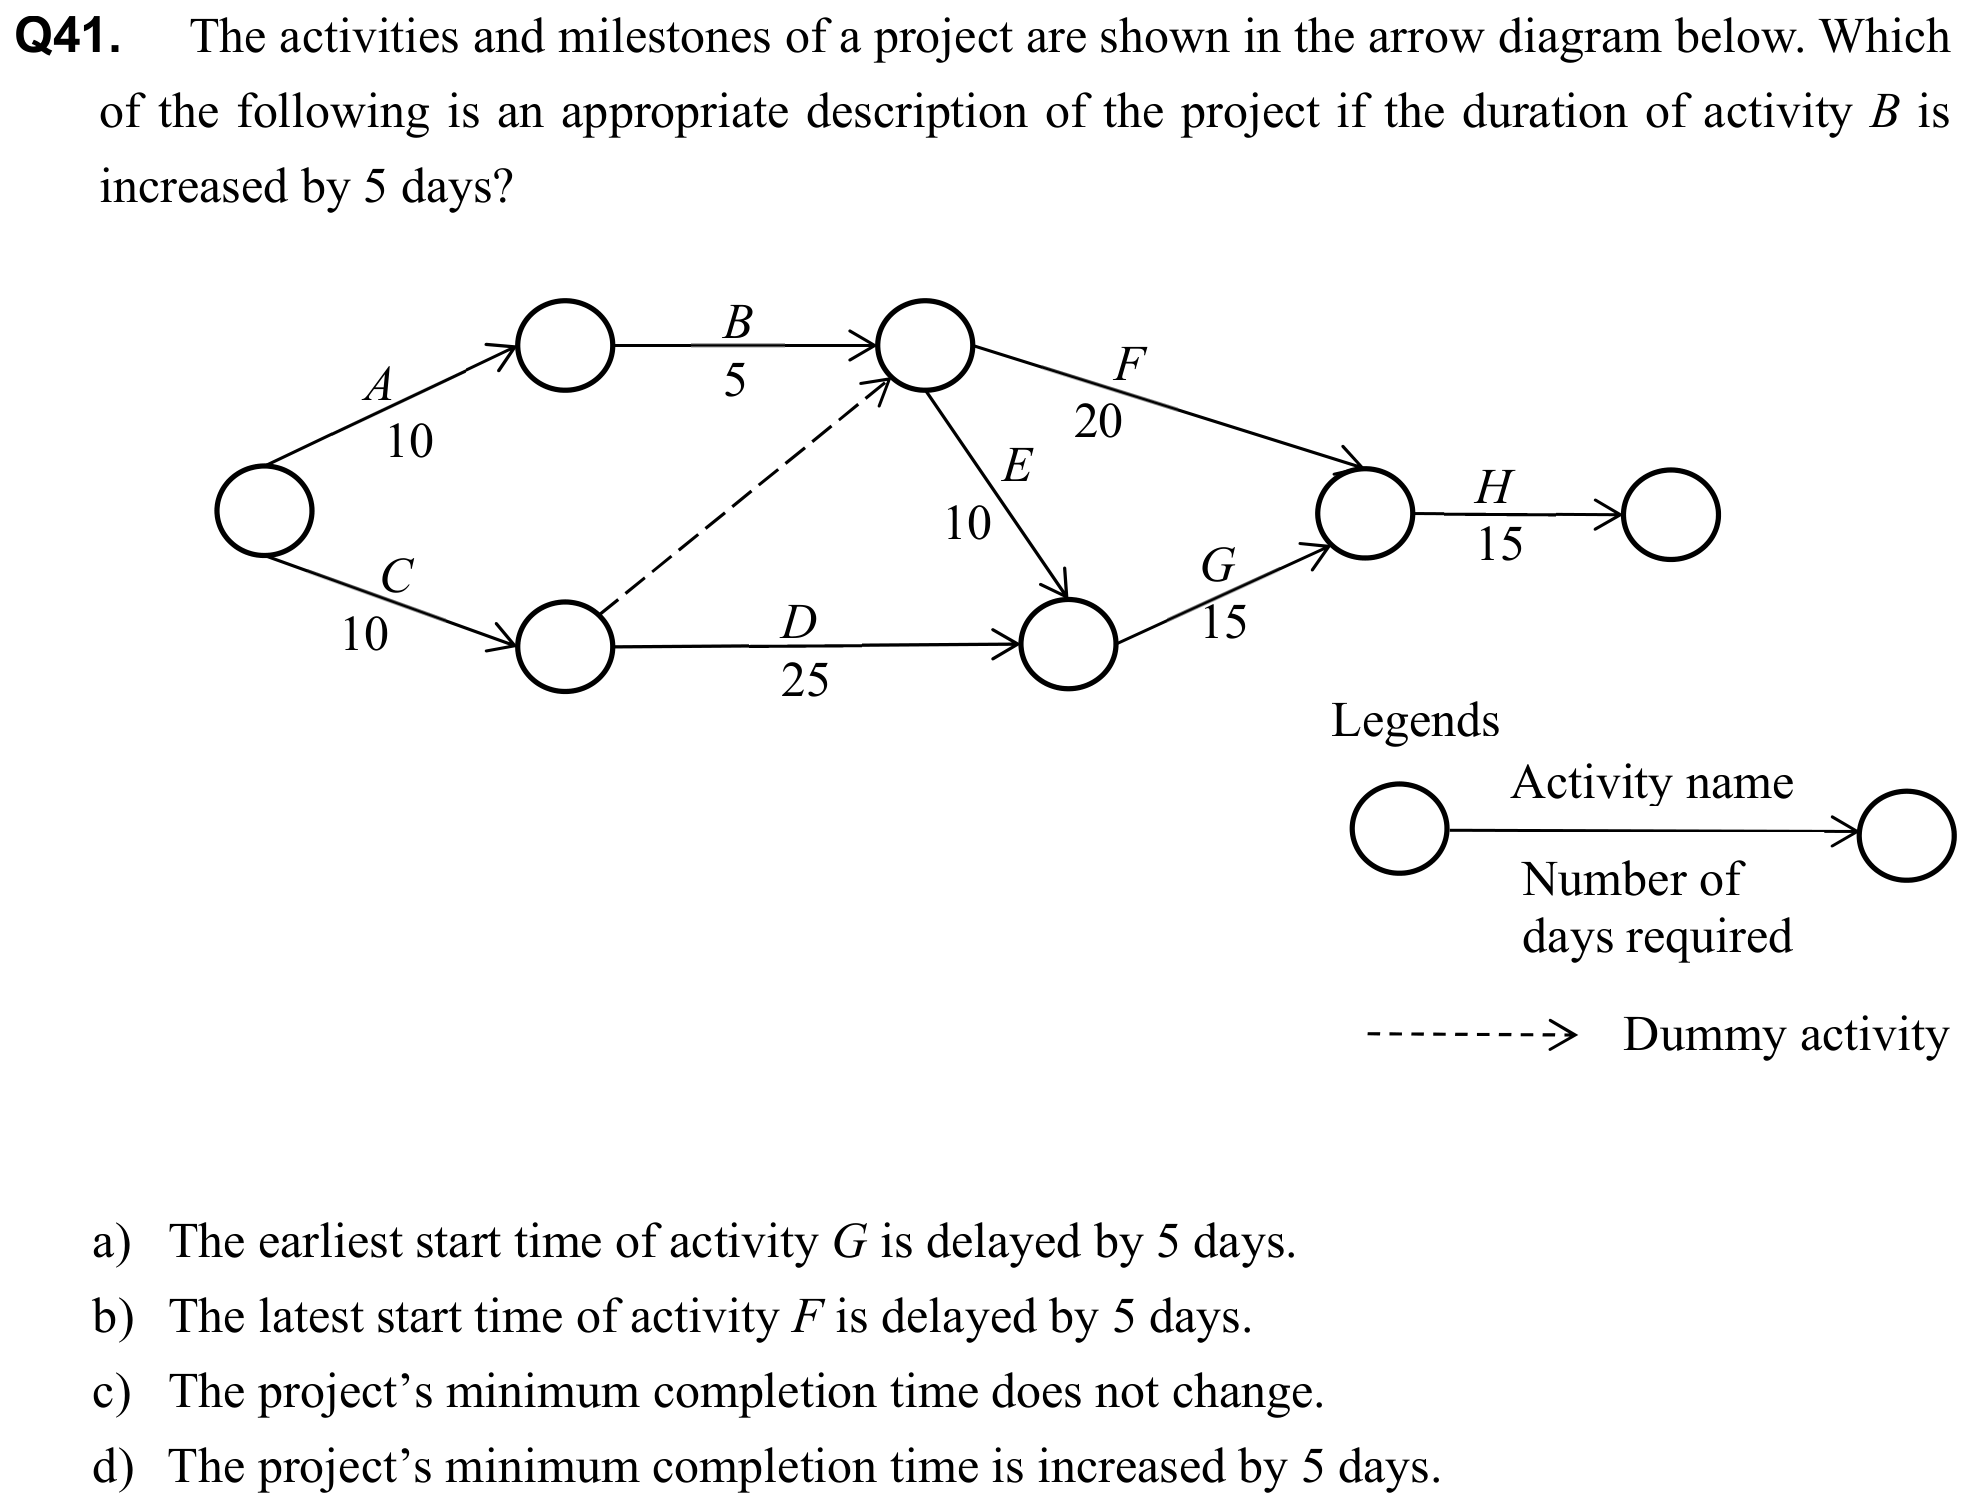 Q41. The activities and milestones of a project are shown in the arrow diagram below. Which
of the following is an appropriate description of the project if the duration of activity B is
increased by 5 days?
A
10
B
5
F
20
E
10
C
10
D
25
G
15
H
15
Legends
Activity name
Number of
days required
Dummy activity
a) The earliest start time of activity G is delayed by 5 days.
b) The latest start time of activity F is delayed by 5 days.
c) The project’s minimum completion time does not change.
d) The project’s minimum completion time is increased by 5 days.